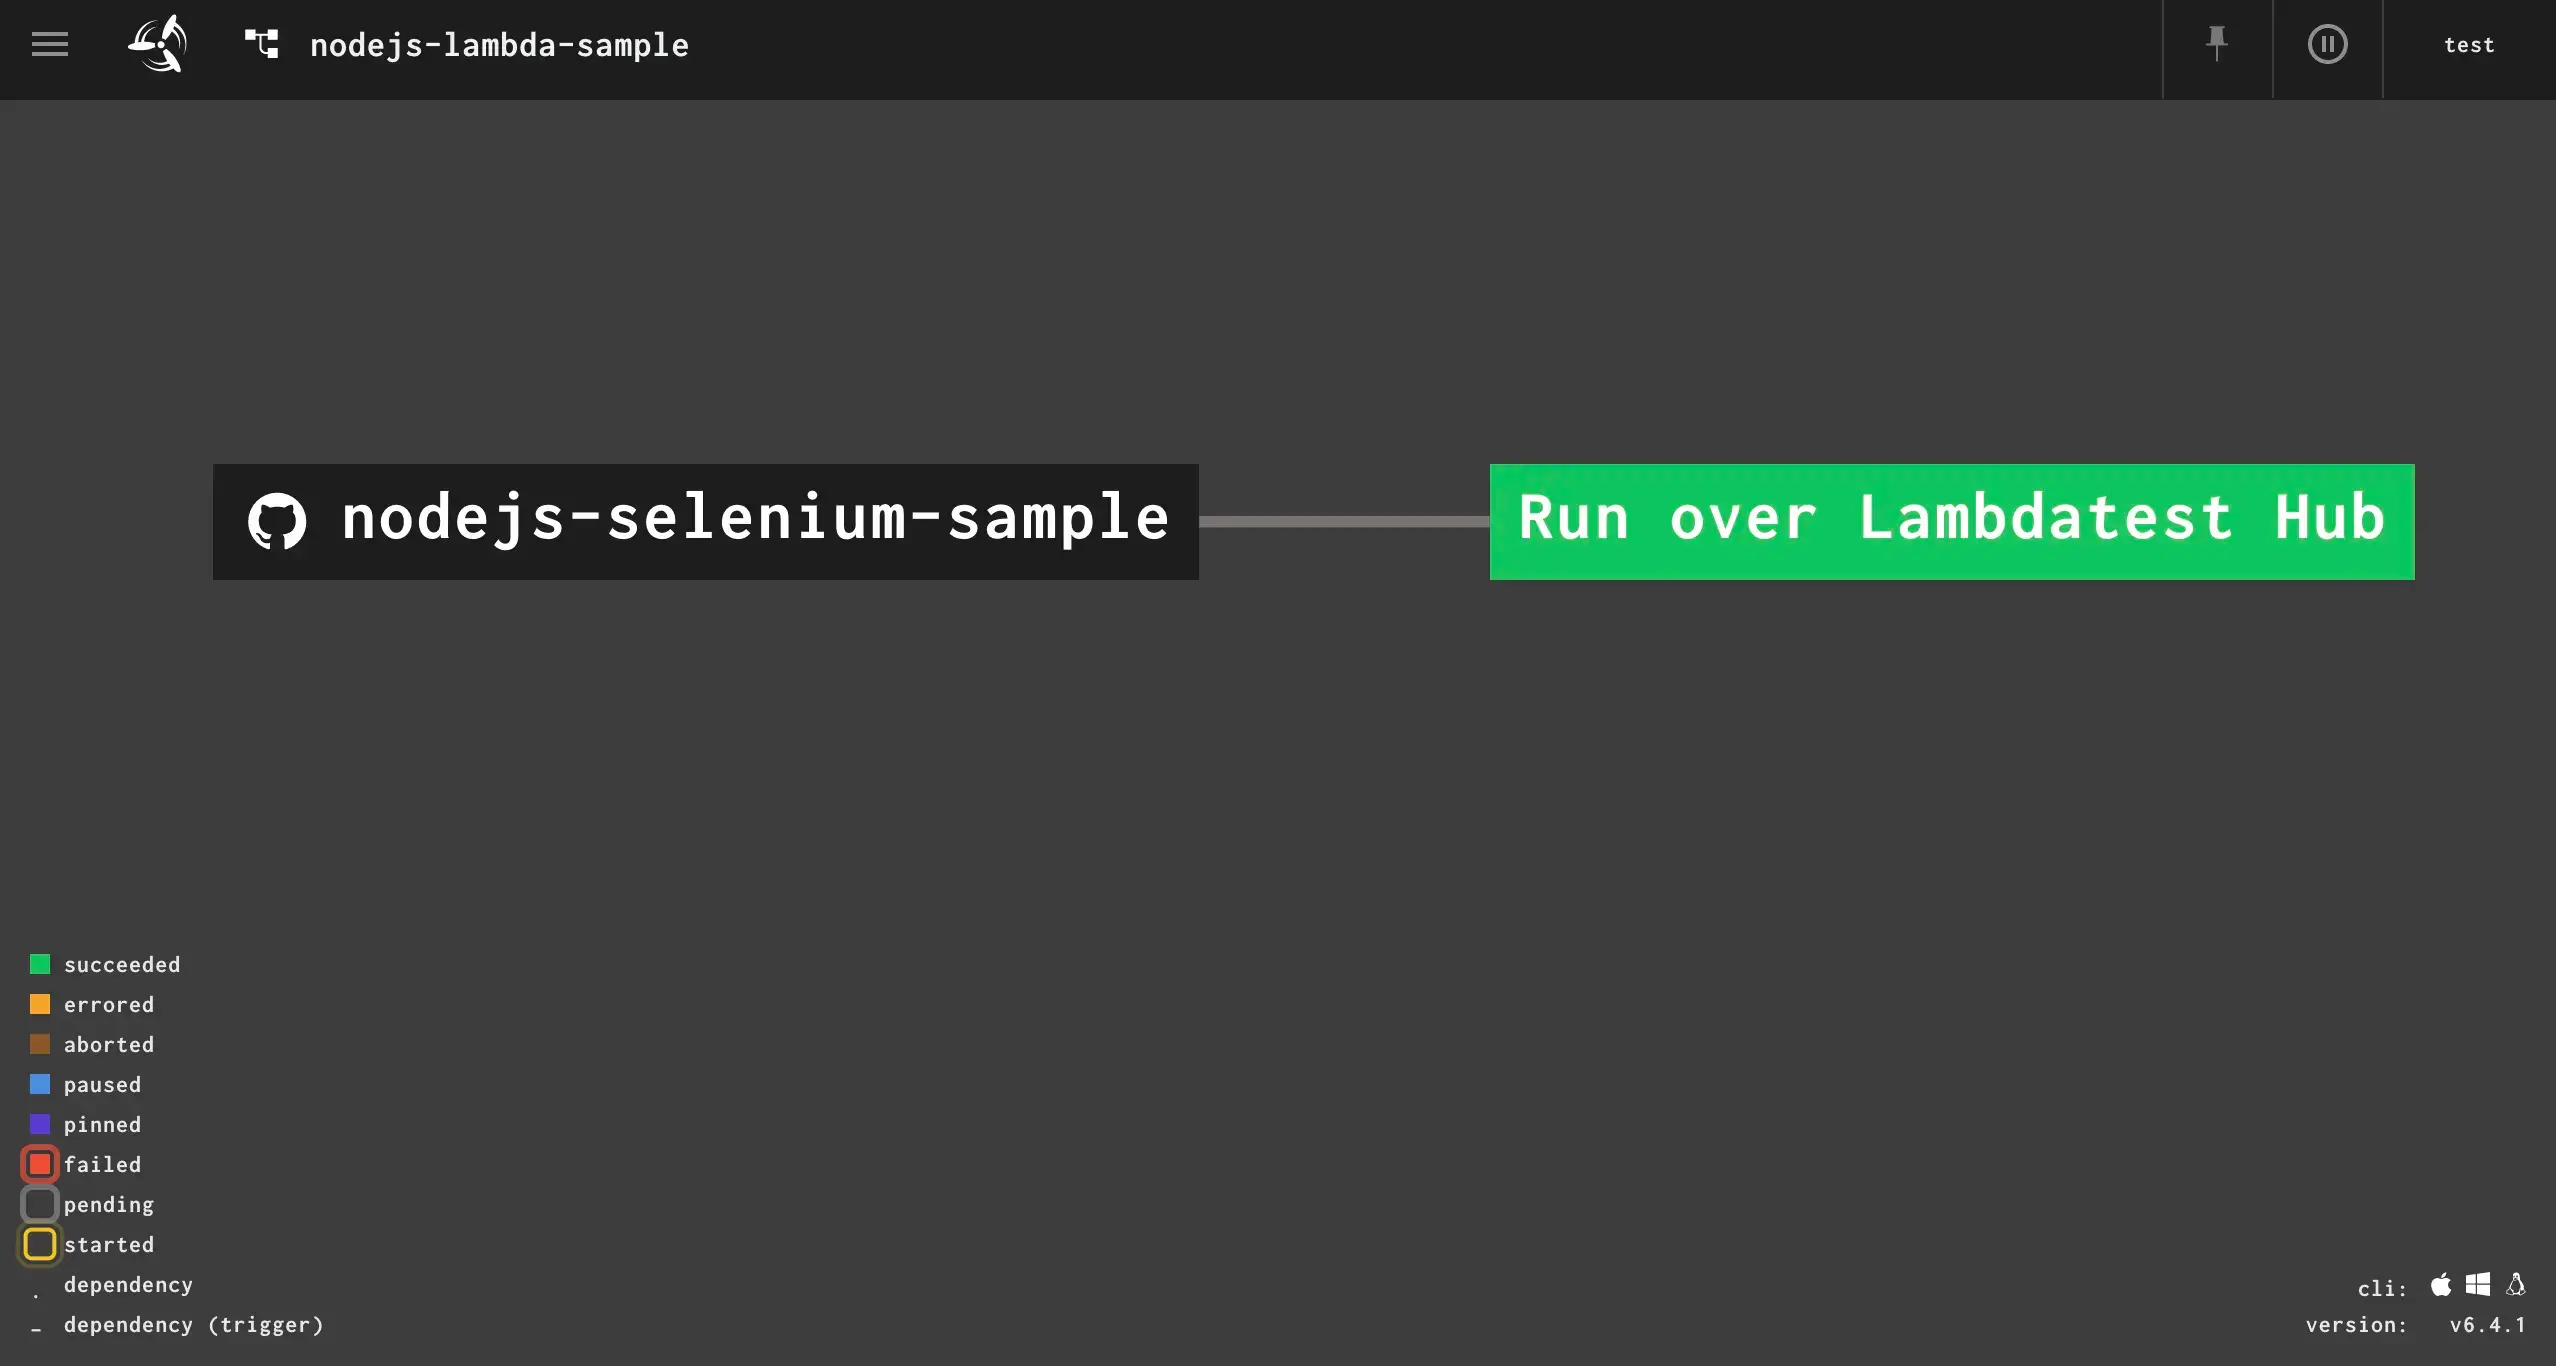 nodejs-lambda-sample
test
nodejs-selenium-sample
Run over Lambdatest Hub
succeeded
errored
aborted
paused
pinned
failed
pending
started
. dependency
- dependency (trigger)
cli:
version: v6.4.1